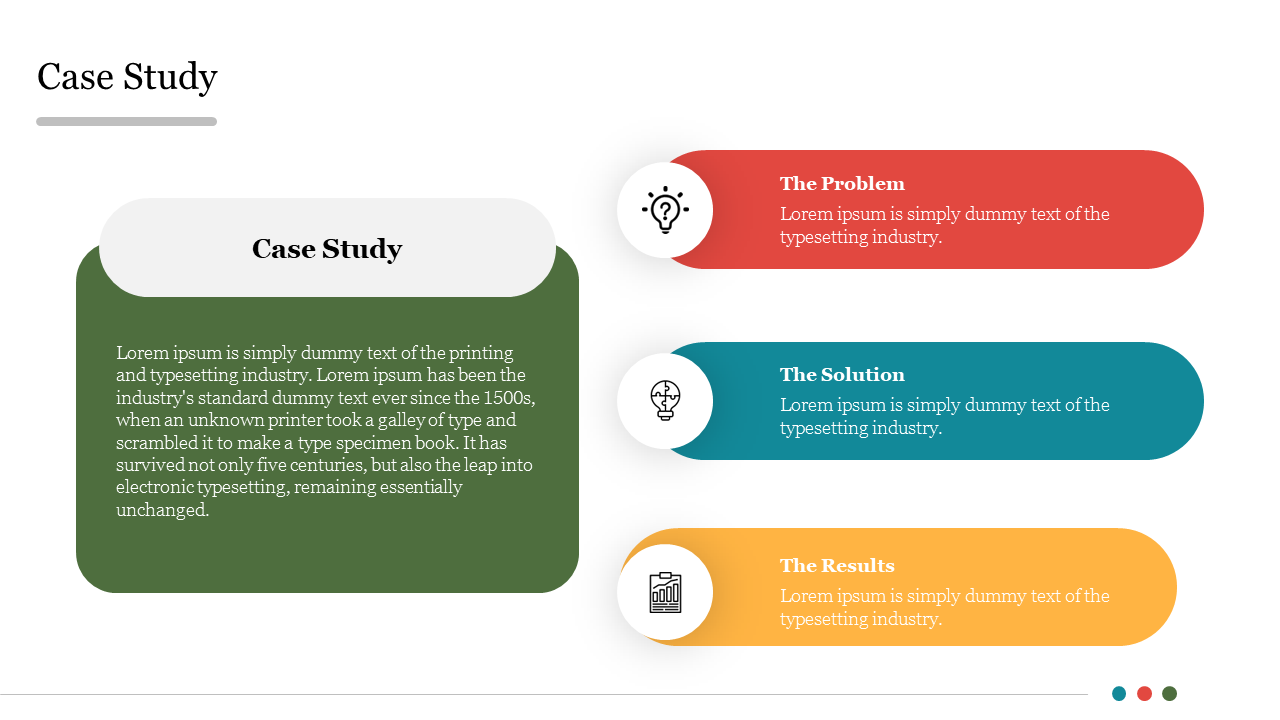 Case Study
Case Study
Lorem ipsum is simply dummy text of the printing
and typesetting industry. Lorem ipsum has been the
industry's standard dummy text ever since the 1500s,
when an unknown printer took a galley of type and
scrambled it to make a type specimen book. It has
survived not only five centuries, but also the leap into
electronic typesetting, remaining essentially
unchanged.
The Problem
Lorem ipsum is simply dummy text of the
typesetting industry.
The Solution
Lorem ipsum is simply dummy text of the
typesetting industry.
The Results
Lorem ipsum is simply dummy text of the
typesetting industry.